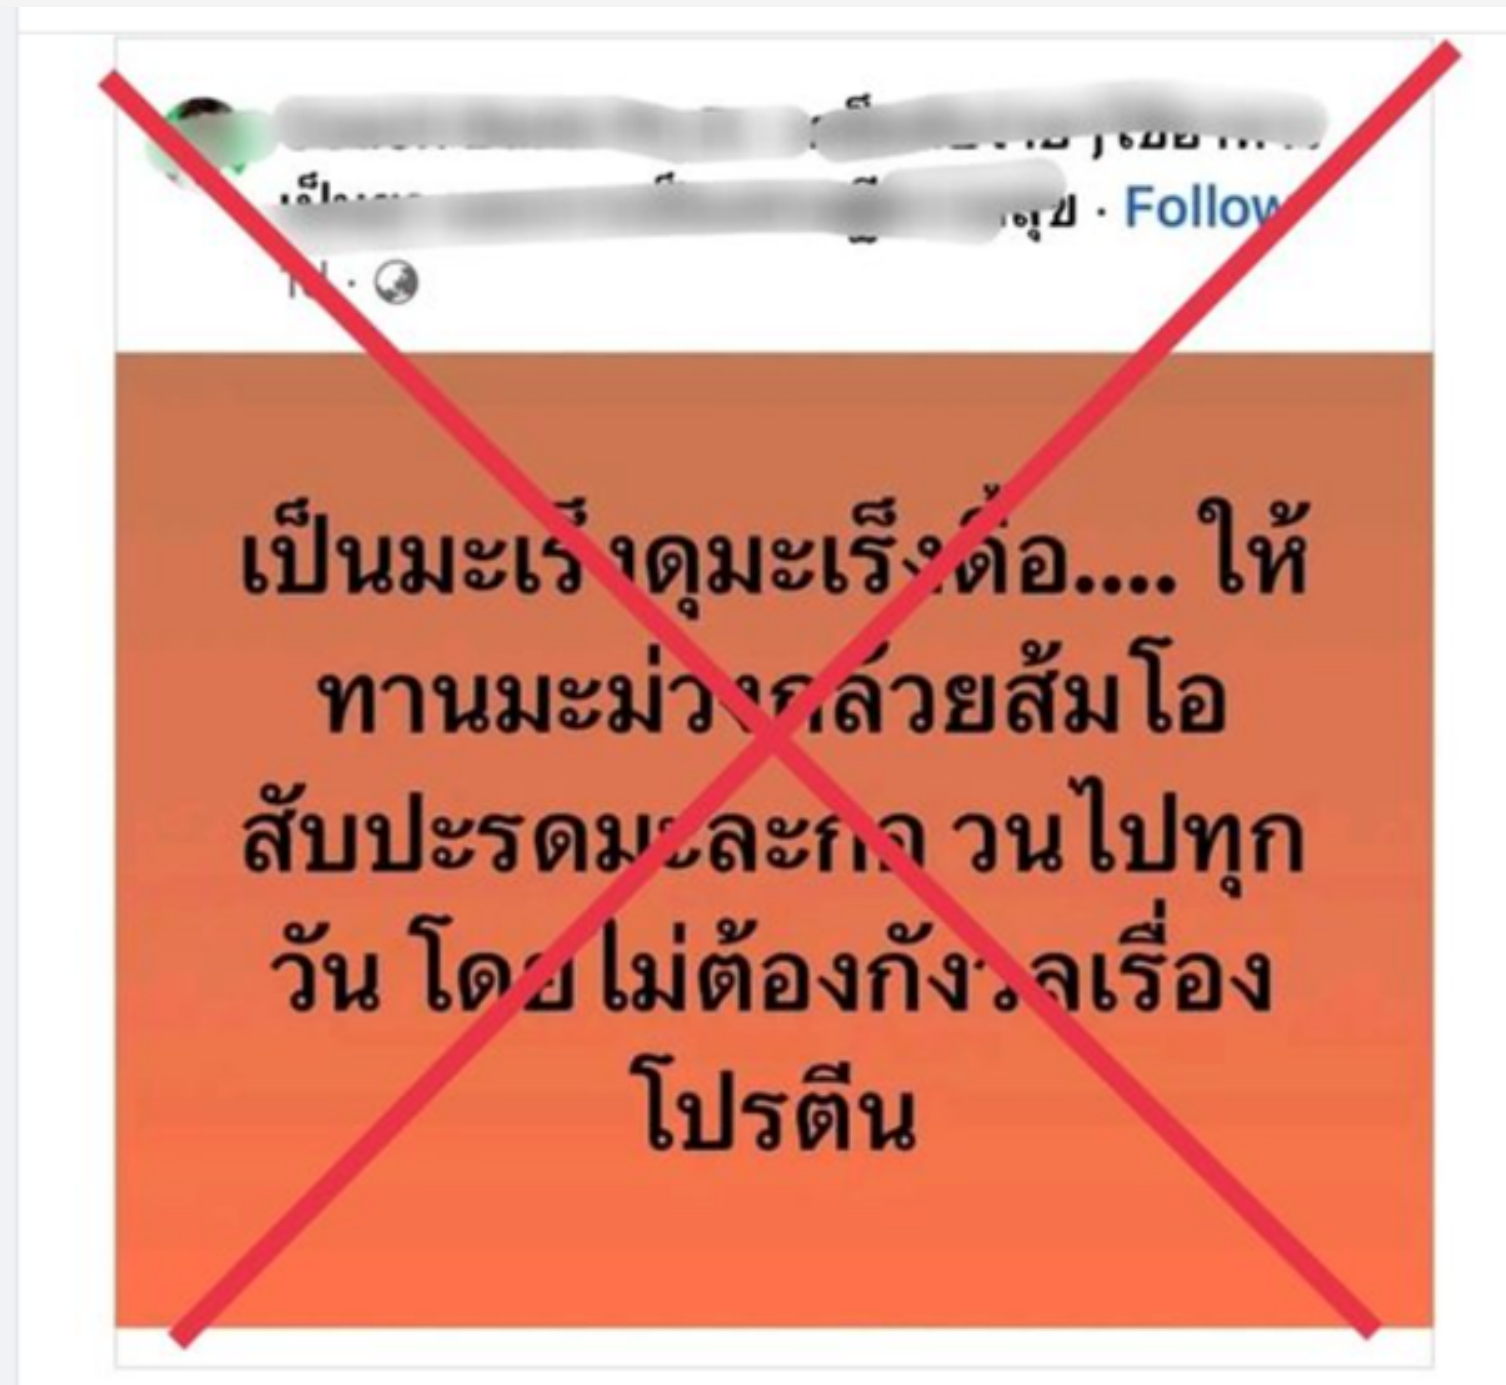 สุข · Follow
1d ·
เป็นมะเร็งดุมะเร็งดื้อ.... ให้
ทานมะม่วงกล้วยส้มโอ
สับปะรดมะละกอ วนไปทุก
วัน โดยไม่ต้องกังวลเรื่อง
โปรตีน